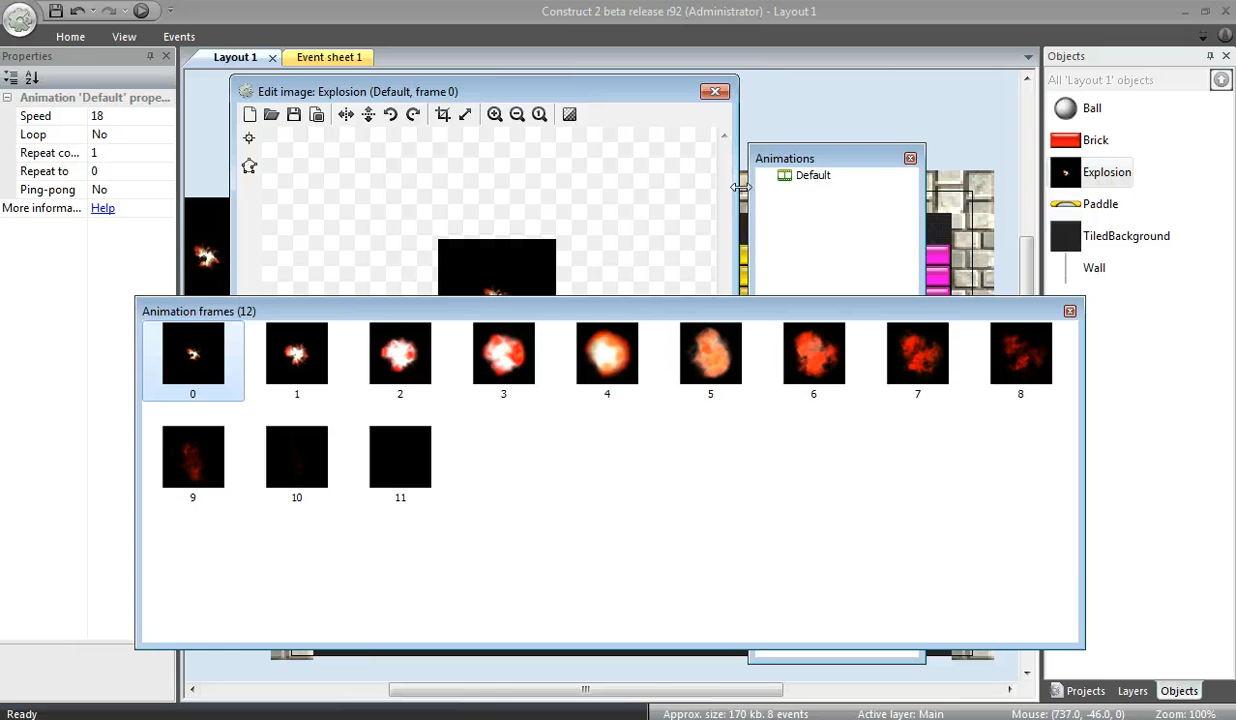 Construct 2 beta release r92 (Administrator) - Layout 1
Home View Events
Properties
Layout 1 Event sheet 1
Objects
Animation 'Default' prope...
Speed 18
Loop No
Repeat co... 1
Repeat to 0
Ping-pong No
More informa... Help
Edit image: Explosion (Default, frame 0)
Animations
Default
All 'Layout 1' objects
Ball
Brick
Explosion
Paddle
TiledBackground
Wall
Animation frames (12)
0 1 2 3 4 5 6 7 8
9 10 11
Projects Layers Objects
Ready
Approx. size: 170 kb. 8 events Active layer: Main Mouse: (737.0, -46.0, 0) Zoom: 100%